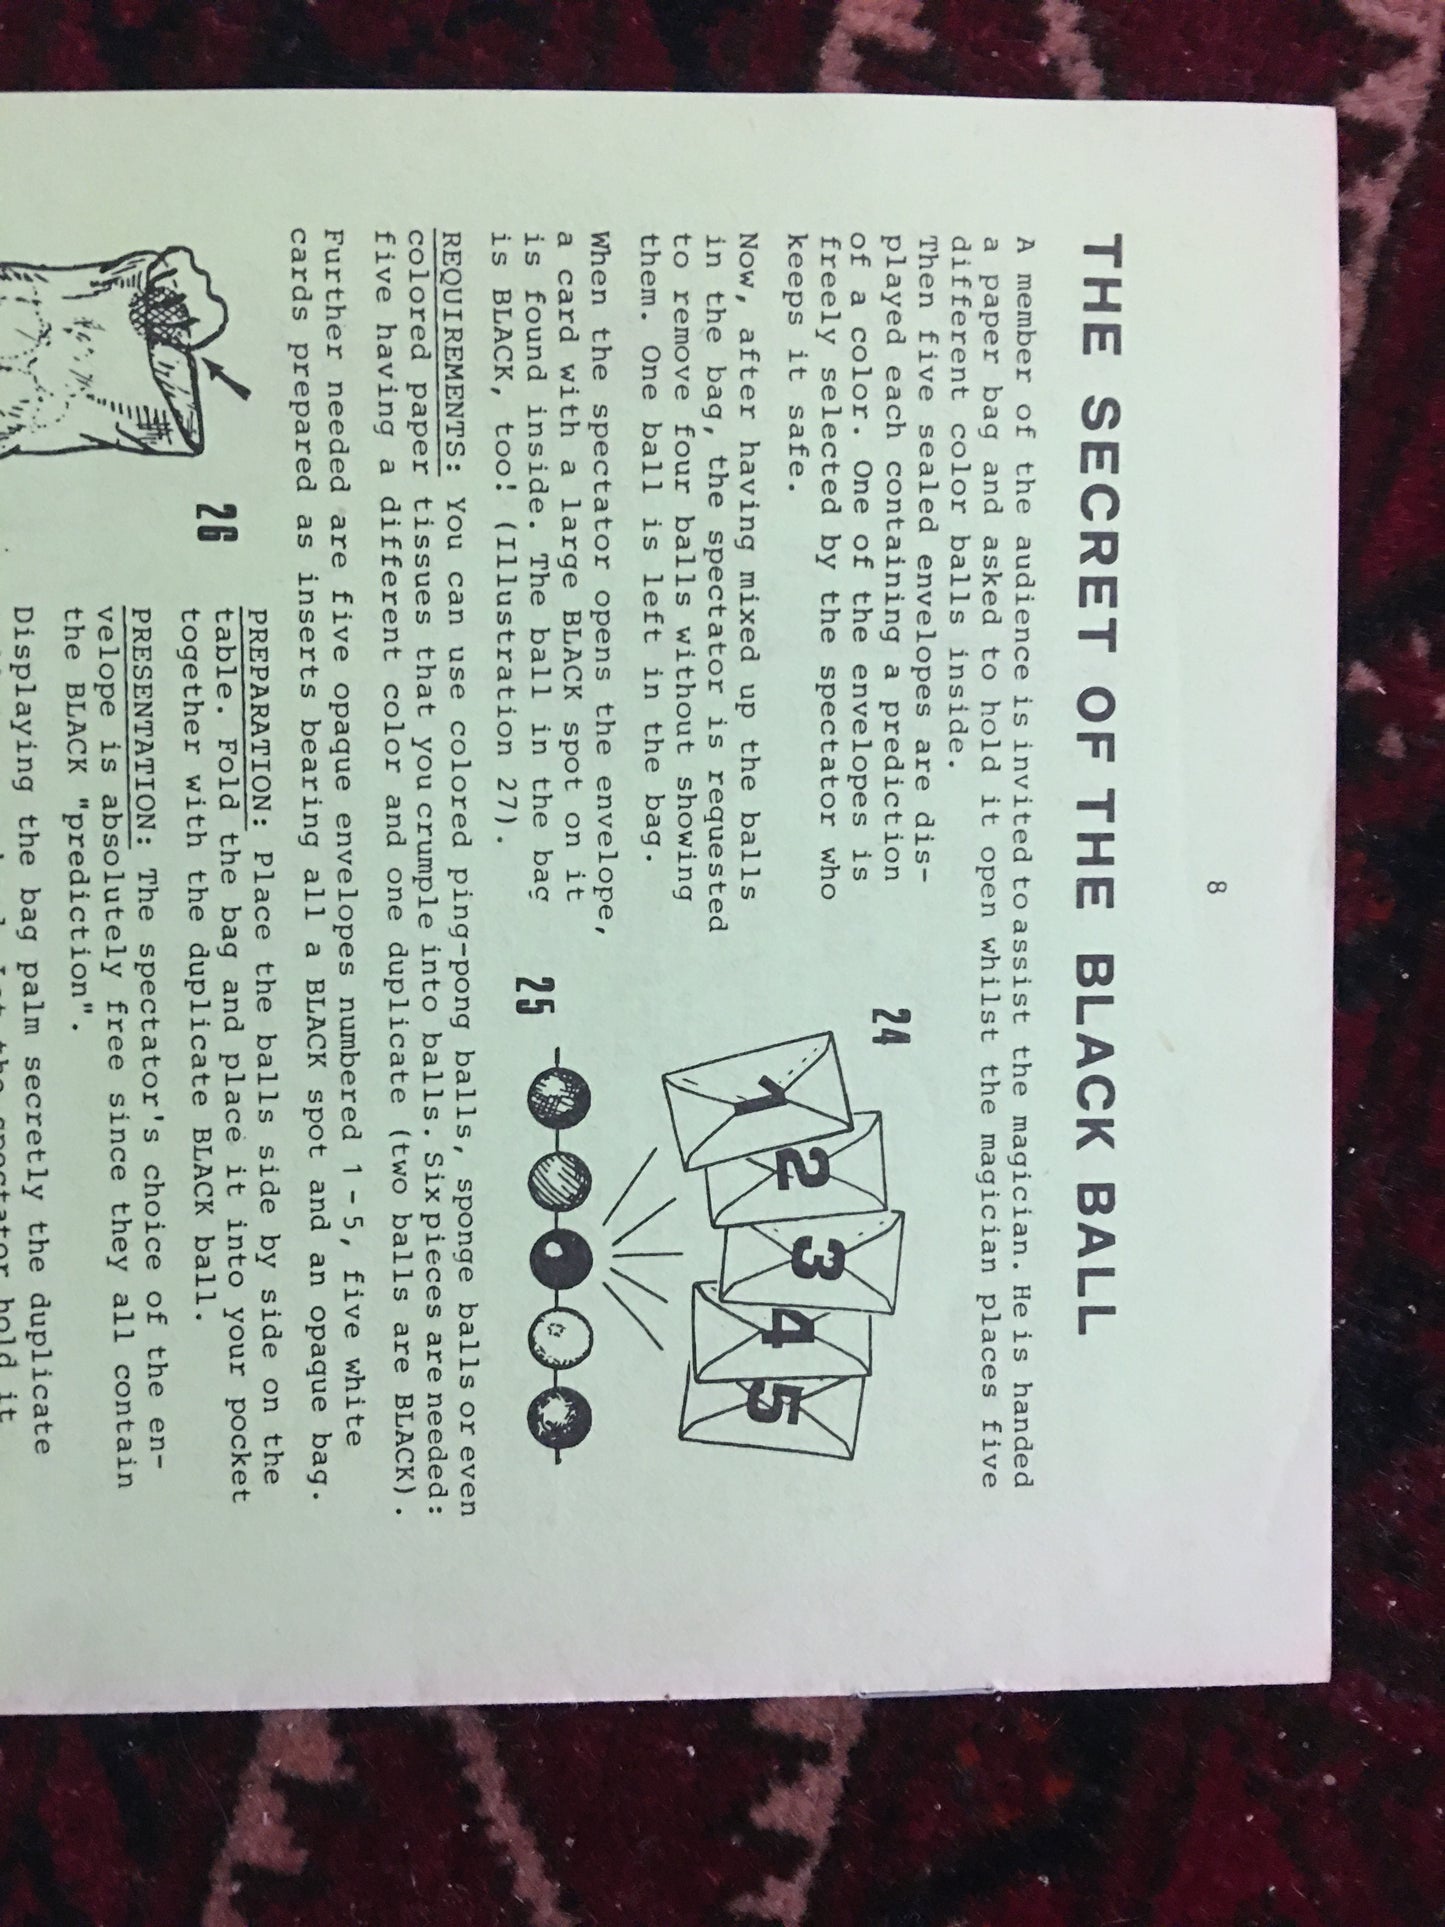 8
THE SECRET OF THE BLACK BALL
A member of the audience is invited to assist the magician. He is handed
a paper bag and asked to hold it open whilst the magician places five
different color balls inside.
Then five sealed envelopes are dis-
played each containing a prediction
of a color. One of the envelopes is
freely selected by the spectator who
keeps it safe.
24
1
2
3
4
5
Now, after having mixed up the balls
in the bag, the spectator is requested
to remove four balls without showing
them. One ball is left in the bag.
When the spectator opens the envelope,
a card with a large BLACK spot on it
is found inside. The ball in the bag
is BLACK, too! (Illustration 27).
25
REQUIREMENTS: You can use colored ping-pong balls, sponge balls or even
colored paper tissues that you crumple into balls. Six pieces are needed:
five having a different color and one duplicate (two balls are BLACK).
Further needed are five opaque envelopes numbered 1 - 5, five white
cards prepared as inserts bearing all a BLACK spot and an opaque bag.
26
PREPARATION: Place the balls side by side on the
table. Fold the bag and place it into your pocket
together with the duplicate BLACK ball.
PRESENTATION: The spectator's choice of the en-
velope is absolutely free since they all contain
the BLACK "prediction".
Displaying the bag palm secretly the duplicate
spectator hold it